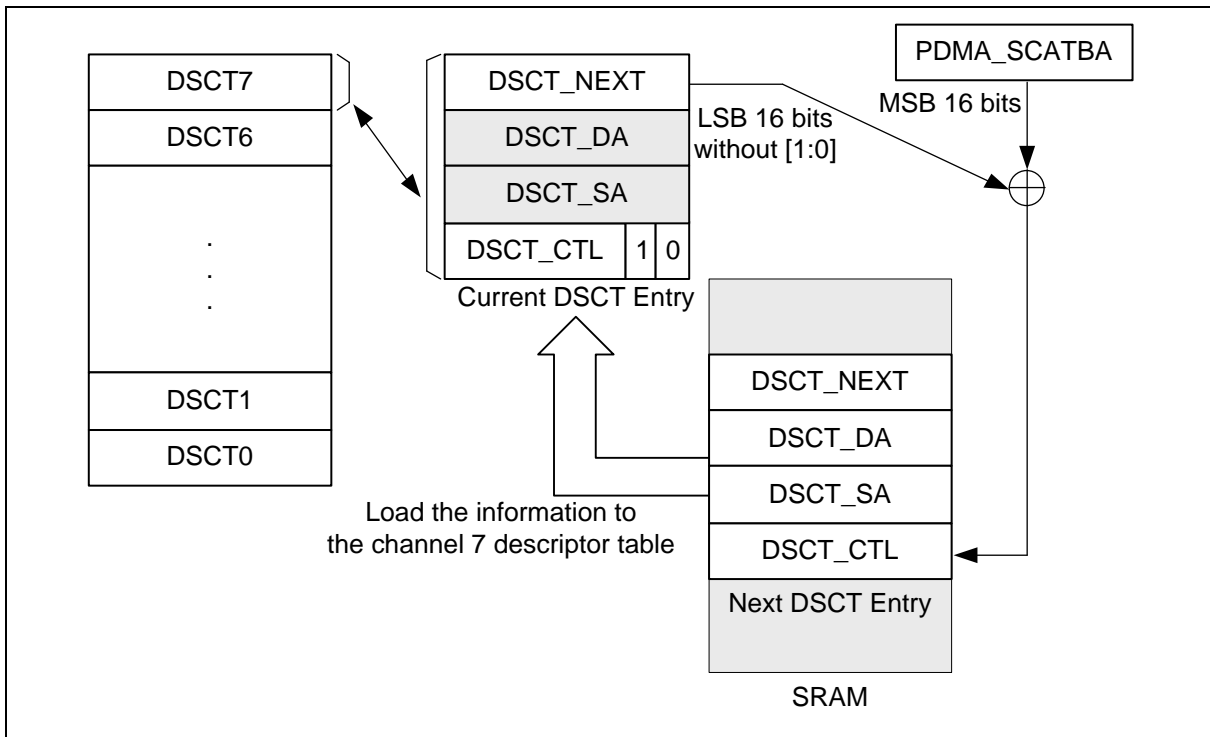 DSCT7
DSCT6
.
.
.
DSCT1
DSCT0
DSCT_NEXT
DSCT_DA
DSCT_SA
DSCT_CTL 1 0
Current DSCT Entry
LSB 16 bits
without [1:0]
PDMA_SCATBA
MSB 16 bits
Load the information to
the channel 7 descriptor table
DSCT_NEXT
DSCT_DA
DSCT_SA
DSCT_CTL
Next DSCT Entry
SRAM